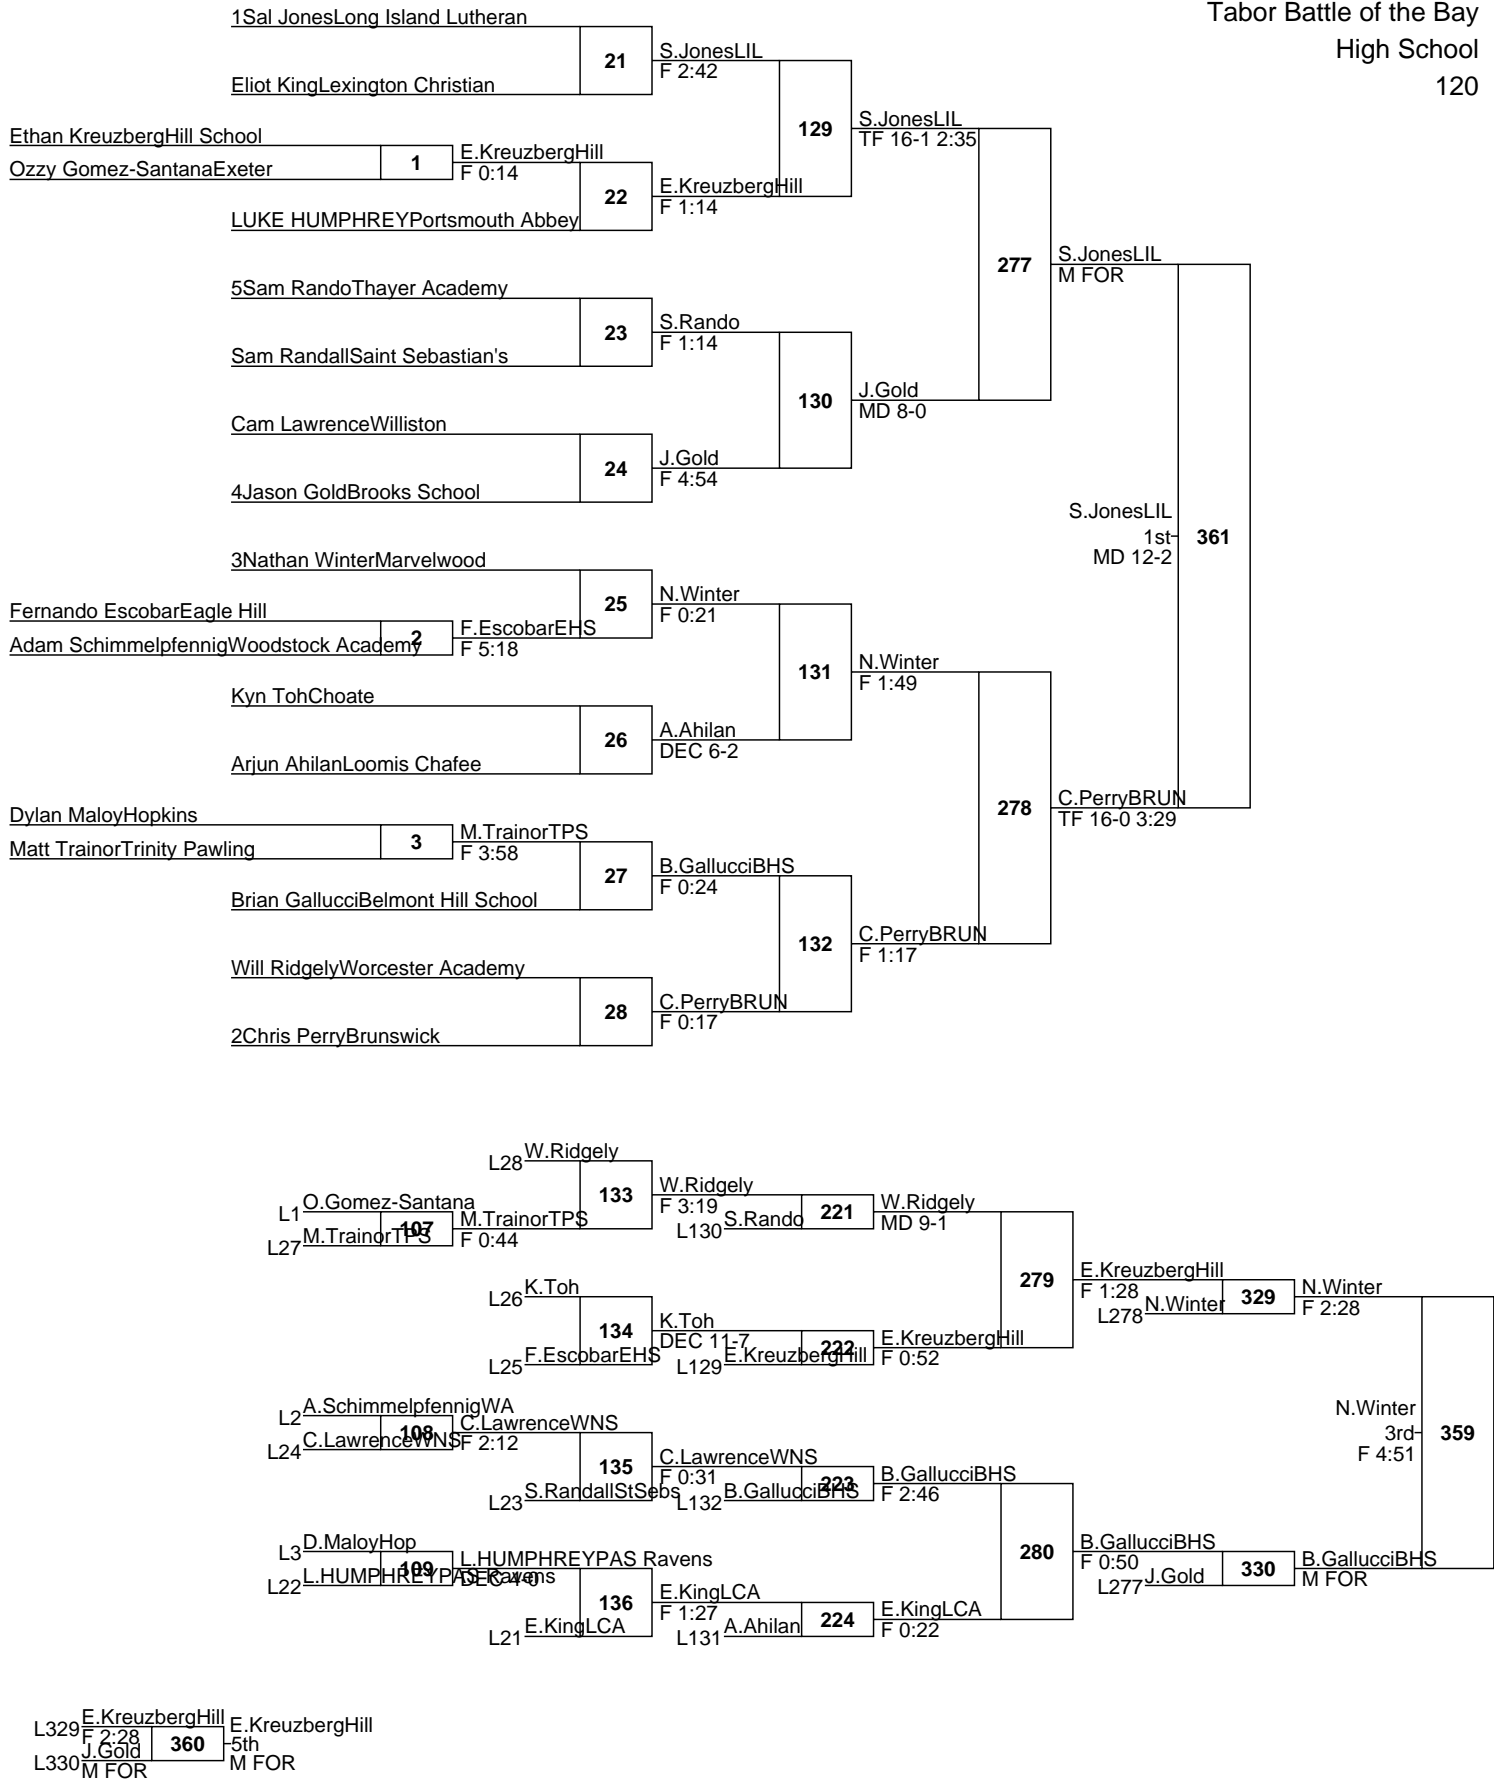 Tabor Battle of the Bay
High School
120
1Sal JonesLong Island Lutheran
21
S.JonesLIL
F 2:42
Eliot KingLexington Christian
129
S.JonesLIL
TF 16-1 2:35
Ethan KreuzbergHill School
1
E.KreuzbergHill
F 0:14
Ozzy Gomez-SantanaExeter
22
E.KreuzbergHill
F 1:14
LUKE HUMPHREYPortsmouth Abbey
277
S.JonesLIL
M FOR
5Sam RandoThayer Academy
23
S.Rando
F 1:14
Sam RandallSaint Sebastian's
130
J.Gold
MD 8-0
Cam LawrenceWilliston
24
J.Gold
F 4:54
4Jason GoldBrooks School
S.JonesLIL
1st
MD 12-2
361
3Nathan WinterMarvelwood
25
N.Winter
F 0:21
Fernando EscobarEagle Hill
2
F.EscobarEHS
F 5:18
Adam SchimmelpfennigWoodstock Academy
131
N.Winter
F 1:49
Kyn TohChoate
26
A.Ahilan
DEC 6-2
Arjun AhilanLoomis Chafee
278
C.PerryBRUN
TF 16-0 3:29
Dylan MaloyHopkins
3
M.TrainorTPS
F 3:58
Matt TrainorTrinity Pawling
27
B.GallucciBHS
F 0:24
Brian GallucciBelmont Hill School
132
C.PerryBRUN
F 1:17
Will RidgelyWorcester Academy
28
C.PerryBRUN
F 0:17
2Chris PerryBrunswick
L28 W.Ridgely
133
W.Ridgely
F 3:19
L1 O.Gomez-Santana
107
M.TrainorTPS
F 0:44
L27 M.TrainorTPS
L130 S.Rando
221
W.Ridgely
MD 9-1
279
E.KreuzbergHill
F 1:28
L278 N.Winter
329
N.Winter
F 2:28
L26 K.Toh
134
K.Toh
DEC 11-7
L25 F.EscobarEHS
L129 E.KreuzbergHill
222
E.KreuzbergHill
F 0:52
N.Winter
3rd
F 4:51
359
L2 A.SchimmelpfennigWA
108
C.LawrenceWNS
F 2:12
L24 C.LawrenceWNS
135
C.LawrenceWNS
F 0:31
L23 S.RandallStSebs
L132 B.GallucciBHS
223
B.GallucciBHS
F 2:46
280
B.GallucciBHS
F 0:50
L277 J.Gold
330
B.GallucciBHS
M FOR
L3 D.MaloyHop
109
L.HUMPHREYPAS Ravens
DEC 4-0
L22 L.HUMPHREYPAS Ravens
136
E.KingLCA
F 1:27
L21 E.KingLCA
L131 A.Ahilan
224
E.KingLCA
F 0:22
L329 E.KreuzbergHill
F 2:28
360
E.KreuzbergHill
5th
M FOR
L330 J.Gold
M FOR